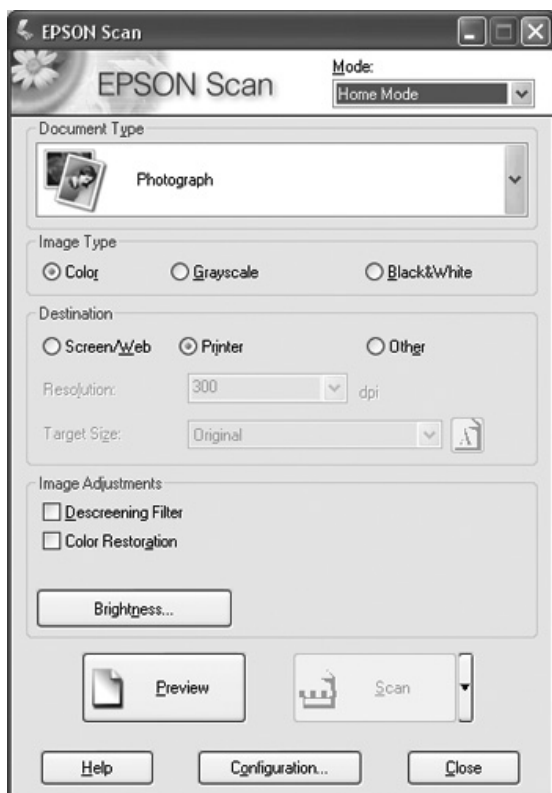 EPSON Scan
EPSON Scan
Mode:
Home Mode
Document Type
Photograph
Image Type
Color
Grayscale
Black&White
Destination
Screen/Web
Printer
Other
Resolution:
300
dpi
Target Size:
Original
Image Adjustments
Descreening Filter
Color Restoration
Brightness...
Preview
Scan
Help
Configuration...
Close